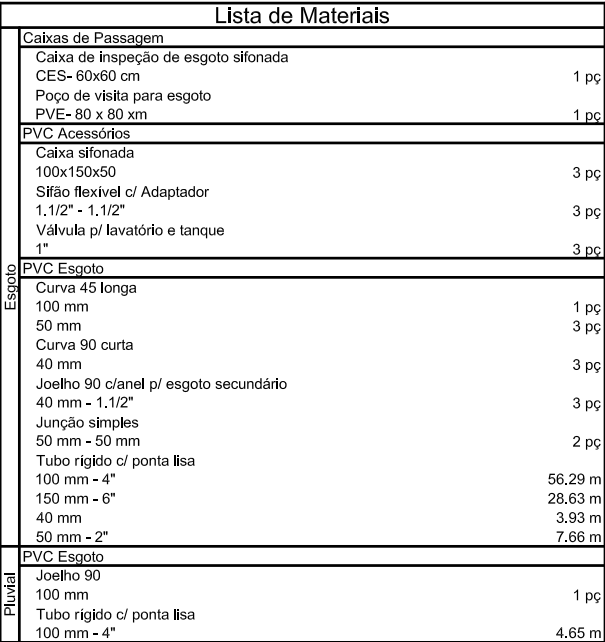 Lista de Materiais
Esgoto
Caixas de Passagem
Caixa de inspeção de esgoto sifonada
CES- 60x60 cm 1 pç
Poço de visita para esgoto
PVE- 80 x 80 xm 1 pç
PVC Acessórios
Caixa sifonada
100x150x50 3 pç
Sifão flexível c/ Adaptador
1.1/2" - 1.1/2" 3 pç
Válvula p/ lavatório e tanque
1" 3 pç
PVC Esgoto
Curva 45 longa
100 mm 1 pç
50 mm 3 pç
Curva 90 curta
40 mm 3 pç
Joelho 90 c/anel p/ esgoto secundário
40 mm - 1.1/2" 3 pç
Junção simples
50 mm - 50 mm 2 pç
Tubo rígido c/ ponta lisa
100 mm - 4" 56.29 m
150 mm - 6" 28.63 m
40 mm 3.93 m
50 mm - 2" 7.66 m
Pluvial
PVC Esgoto
Joelho 90
100 mm 1 pç
Tubo rígido c/ ponta lisa
100 mm - 4" 4.65 m